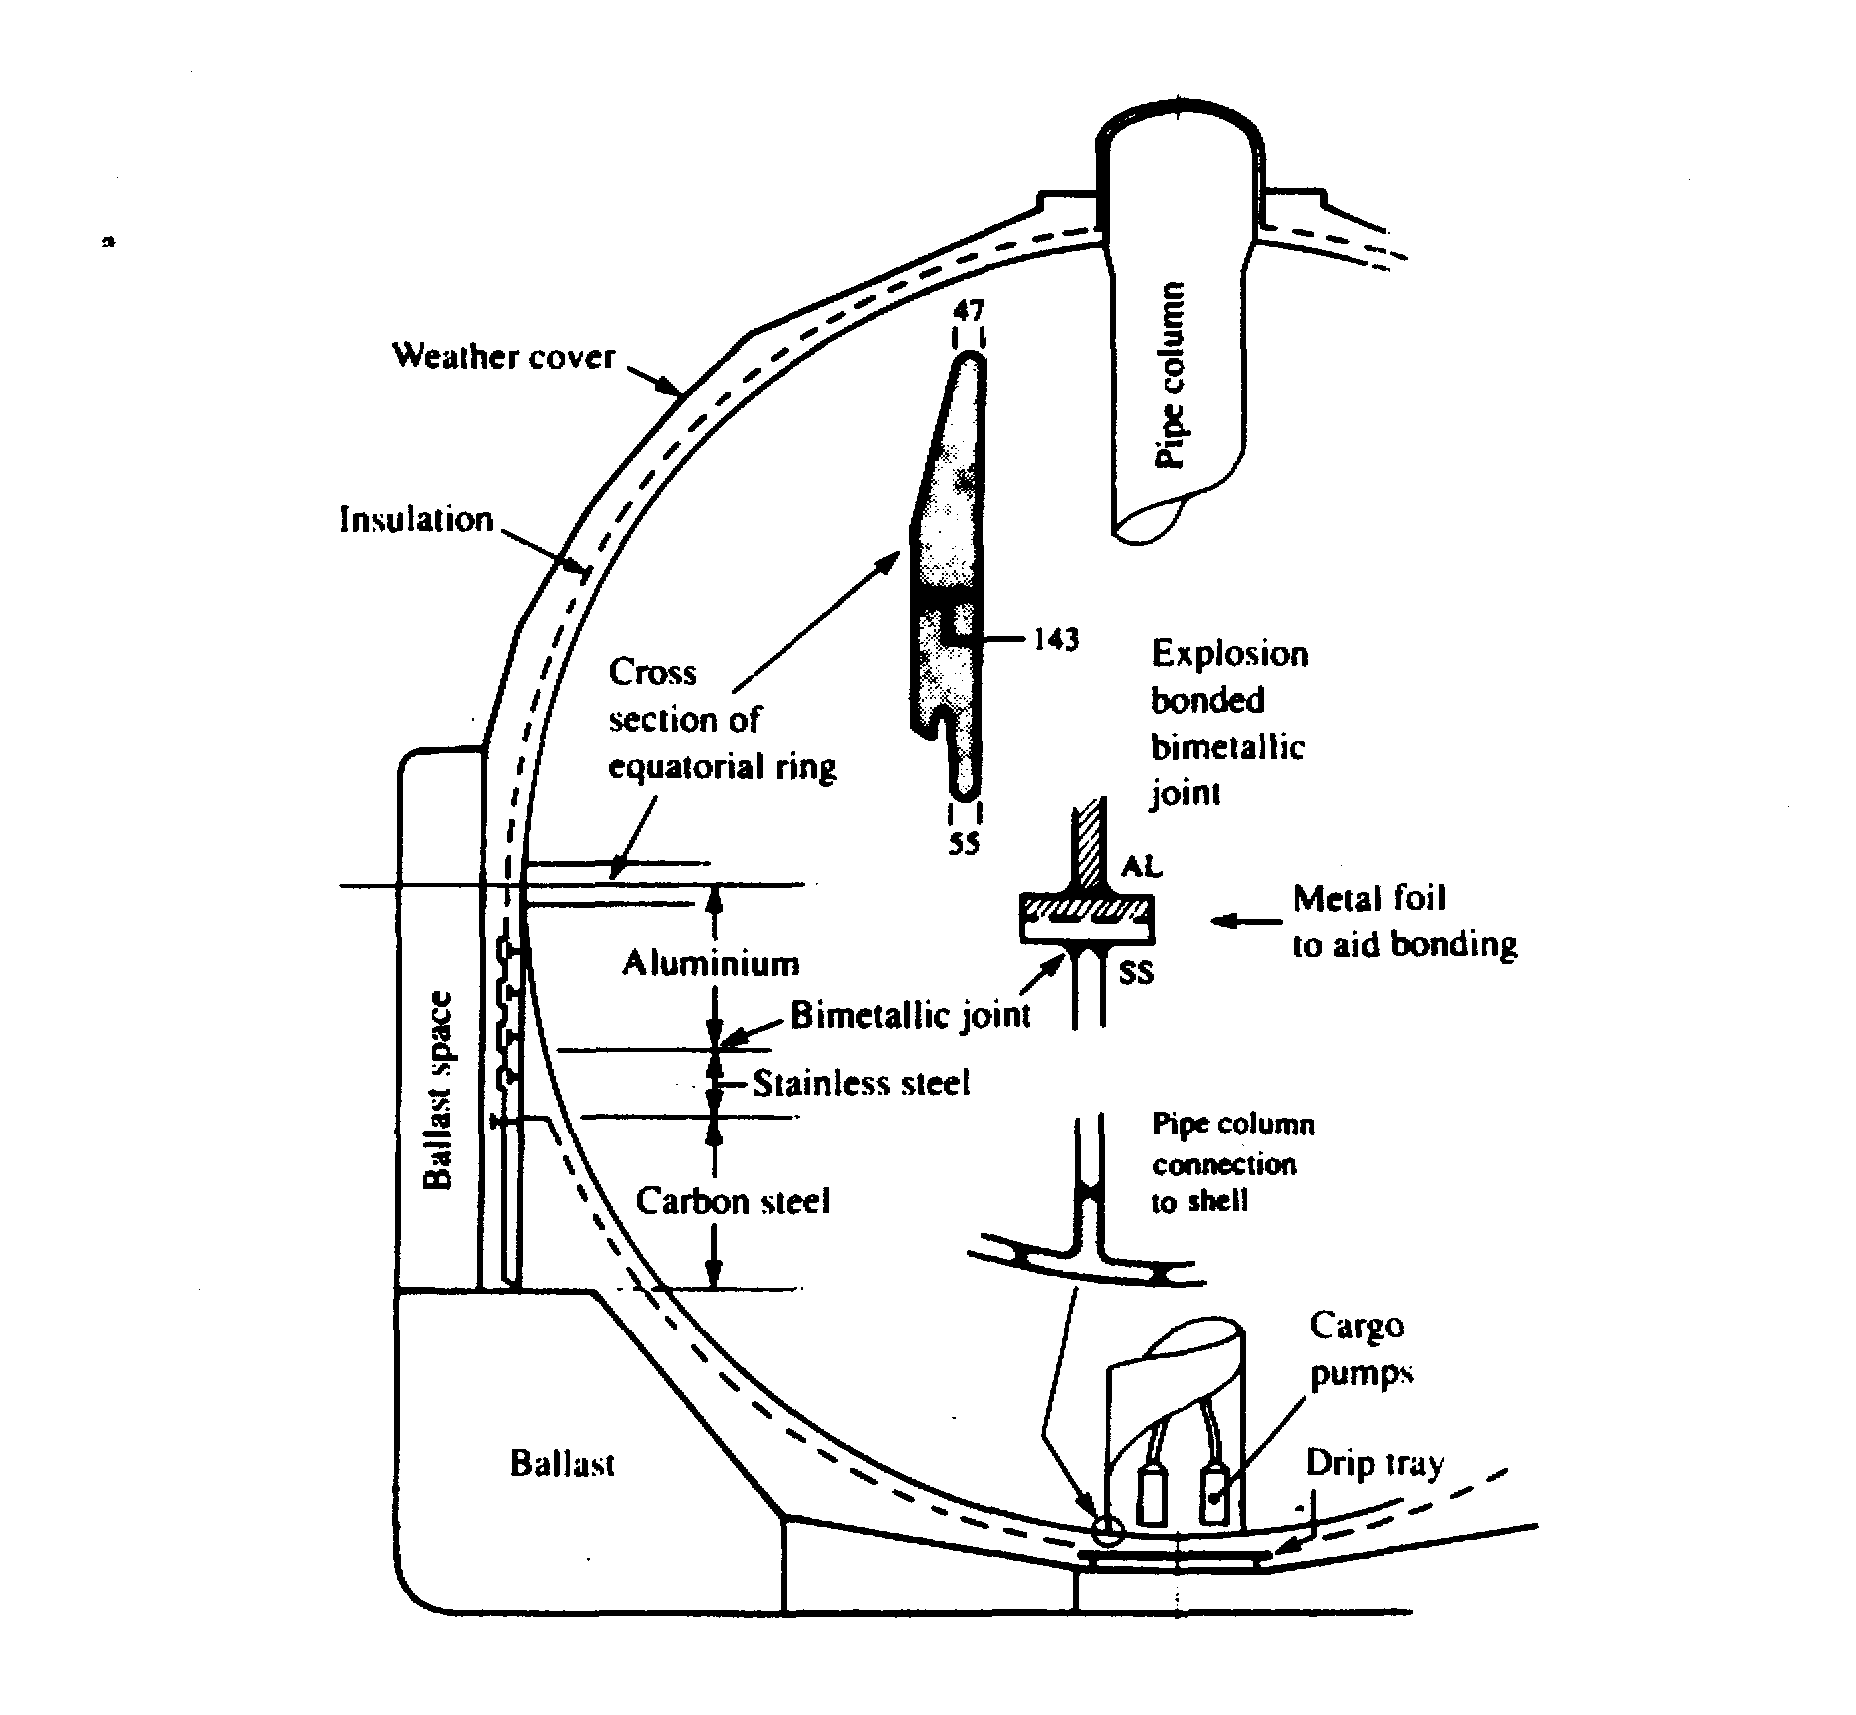 47
Pipe column
Weather cover
Insulation
143
Cross
section of
equatorial ring
Explosion
bonded
bimetallic
joint
55
AL
Metal foil
to aid bonding
Aluminium
SS
Bimetallic joint
Ballast space
Stainless steel
Pipe column
connection
to shell
Carbon steel
Cargo
pumps
Ballast
Drip tray